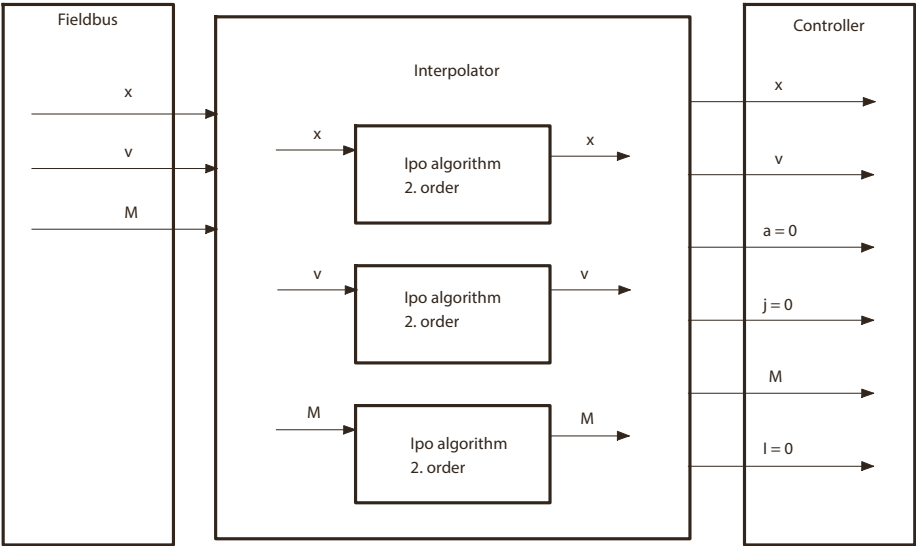 Fieldbus
x
v
M
Interpolator
x
Ipo algorithm
2. order
x
v
Ipo algorithm
2. order
v
M
Ipo algorithm
2. order
M
Controller
x
v
a = 0
j = 0
M
I = 0